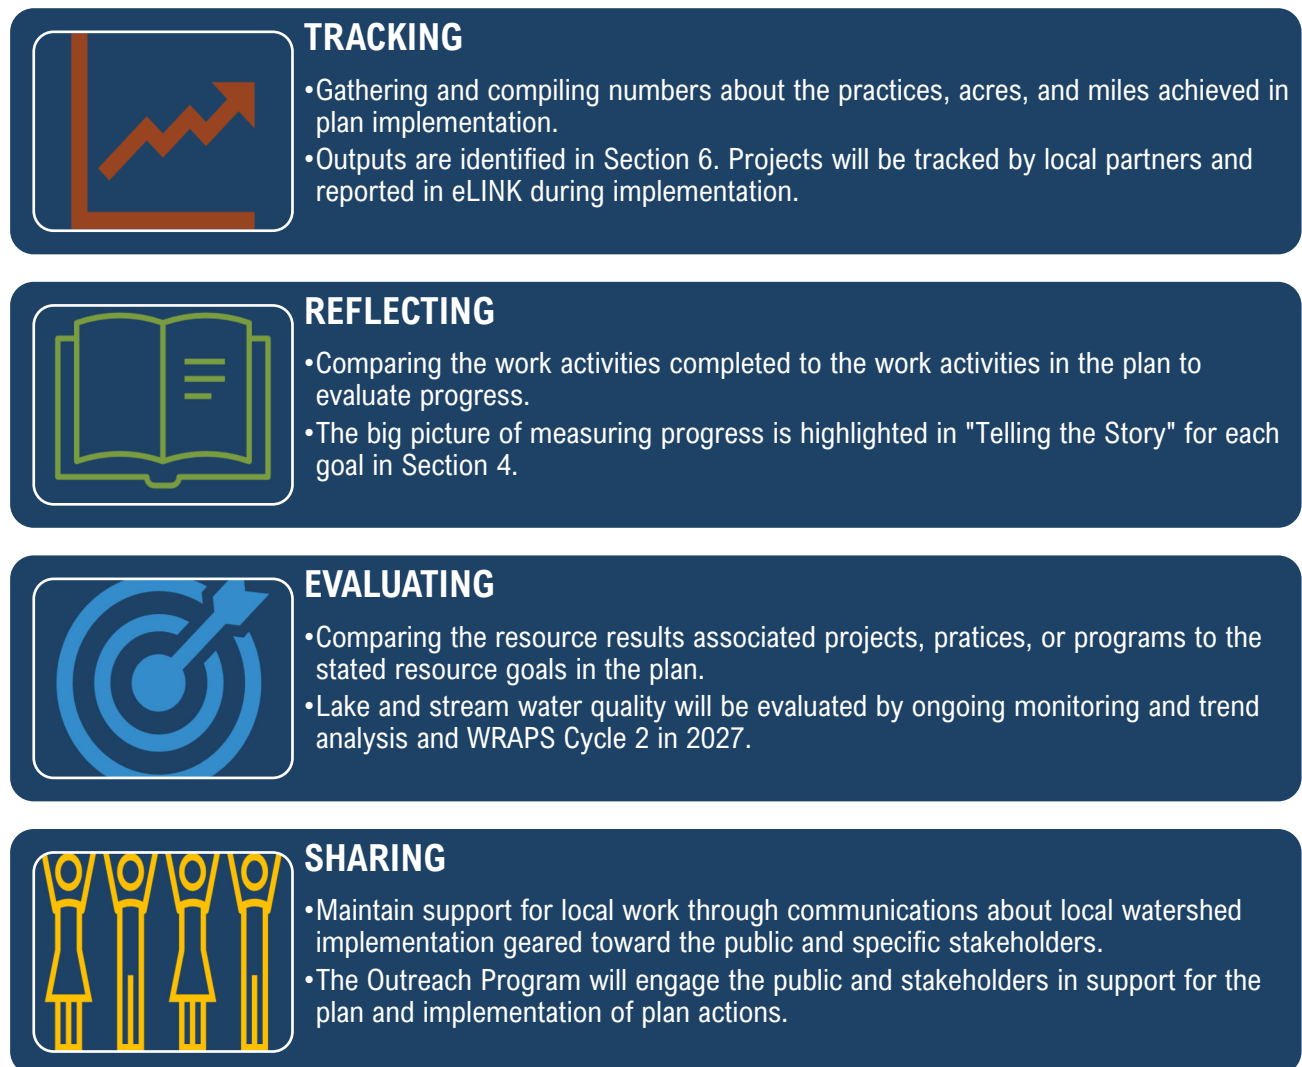 TRACKING
•Gathering and compiling numbers about the practices, acres, and miles achieved in
plan implementation.
•Outputs are identified in Section 6. Projects will be tracked by local partners and
reported in eLINK during implementation.
REFLECTING
•Comparing the work activities completed to the work activities in the plan to
evaluate progress.
•The big picture of measuring progress is highlighted in "Telling the Story" for each
goal in Section 4.
EVALUATING
•Comparing the resource results associated projects, pratices, or programs to the
stated resource goals in the plan.
•Lake and stream water quality will be evaluated by ongoing monitoring and trend
analysis and WRAPS Cycle 2 in 2027.
SHARING
•Maintain support for local work through communications about local watershed
implementation geared toward the public and specific stakeholders.
•The Outreach Program will engage the public and stakeholders in support for the
plan and implementation of plan actions.